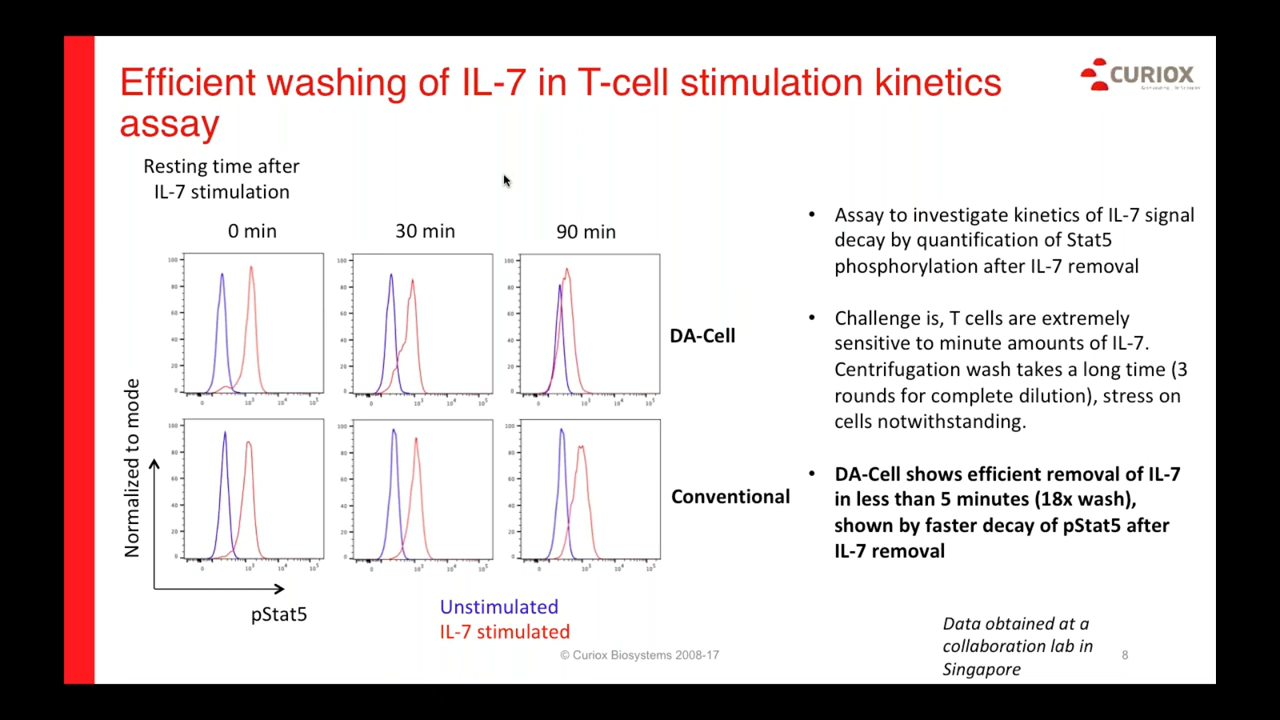 Efficient washing of IL-7 in T-cell stimulation kinetics
assay
CURIOX
Resting time after
IL-7 stimulation
0 min
30 min
90 min
DA-Cell
Conventional
Normalized to mode
pStat5
Unstimulated
IL-7 stimulated
• Assay to investigate kinetics of IL-7 signal
decay by quantification of Stat5
phosphorylation after IL-7 removal
• Challenge is, T cells are extremely
sensitive to minute amounts of IL-7.
Centrifugation wash takes a long time (3
rounds for complete dilution), stress on
cells notwithstanding.
• DA-Cell shows efficient removal of IL-7
in less than 5 minutes (18x wash),
shown by faster decay of pStat5 after
IL-7 removal
Data obtained at a
collaboration lab in
Singapore
© Curiox Biosystems 2008-17
8